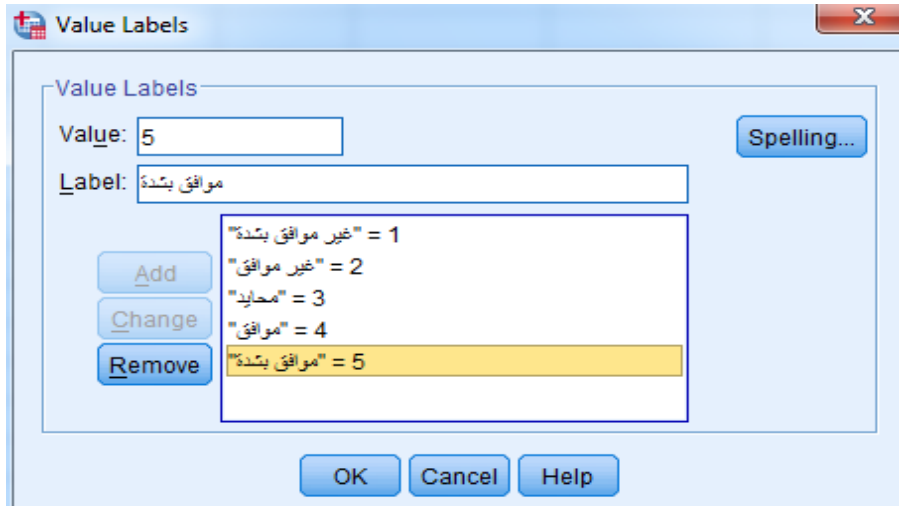 Value Labels
Value Labels
Value: 5
Spelling...
Label: موافق بشدة
1 = "غير موافق بشدة"
2 = "غير موافق"
3 = "محايد"
4 = "موافق"
5 = "موافق بشدة"
Add
Change
Remove
OK Cancel Help